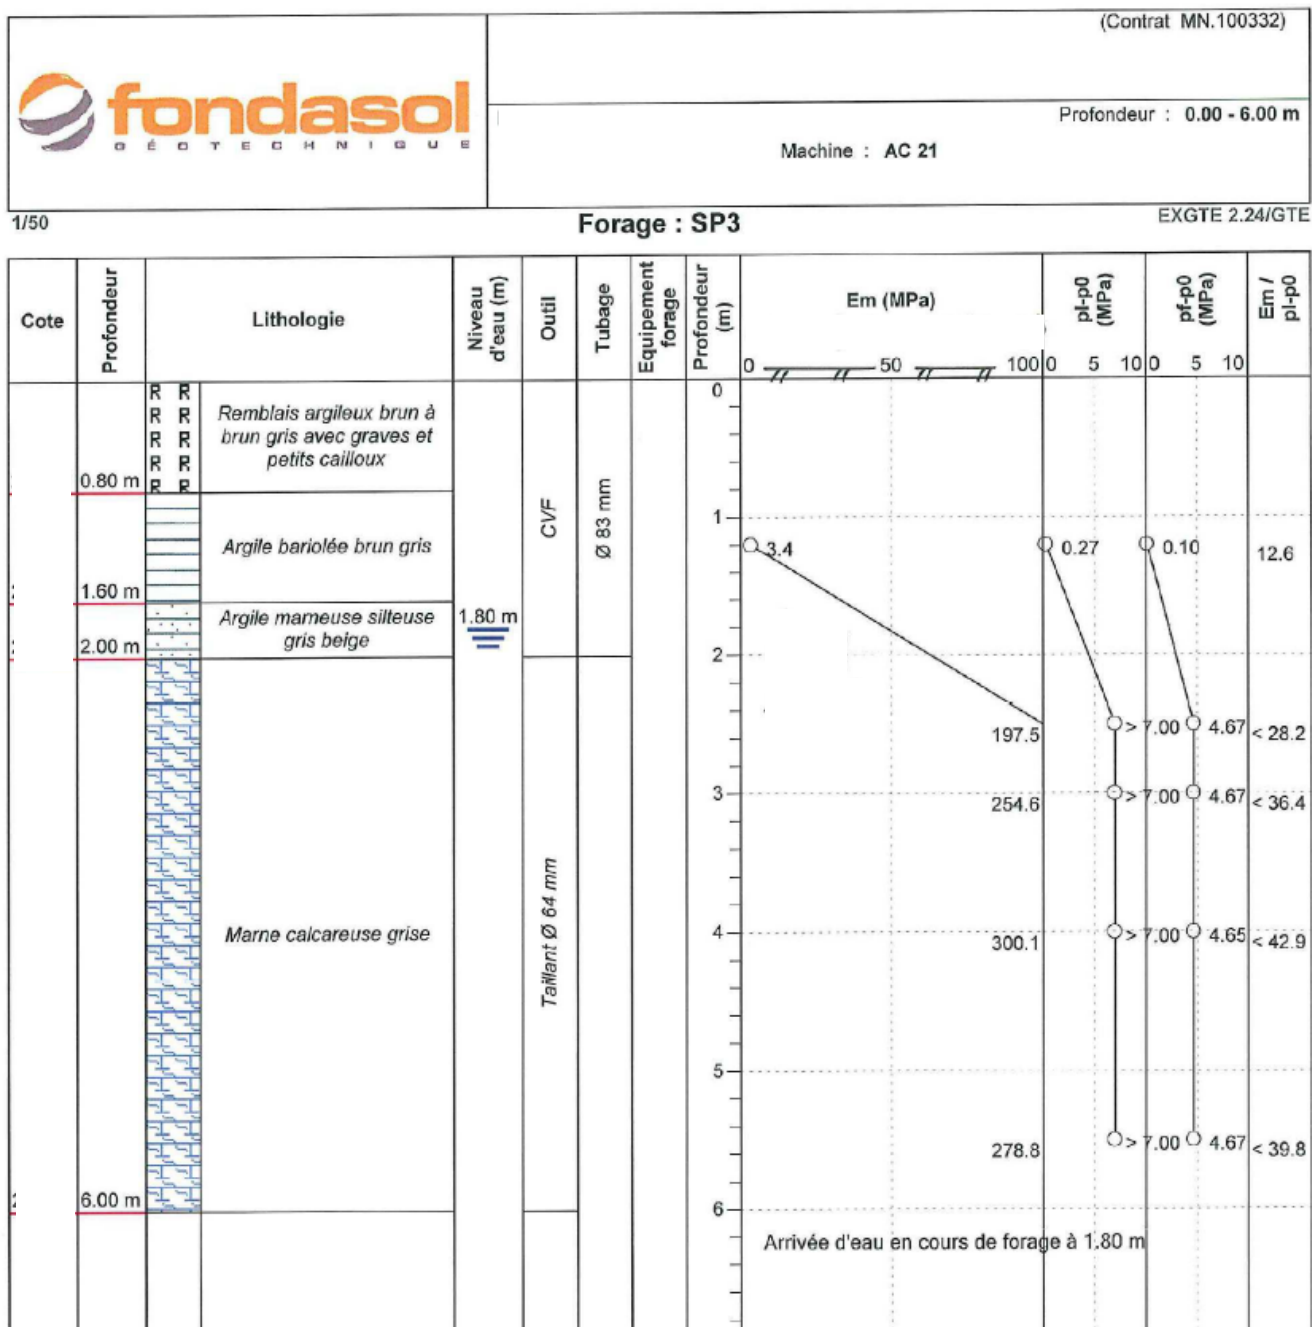 (Contrat MN.100332)
fondasol
GÉOTECHNIQUE
Profondeur : 0.00 - 6.00 m
Machine : AC 21
1/50
Forage : SP3
EXGTE 2.24/GTE
Cote
Profondeur
Lithologie
Niveau
d'eau (m)
Outil
Tubage
Equipement
forage
Profondeur
(m)
Em (MPa)
pl-p0
(MPa)
pf-p0
(MPa)
Em /
pl-p0
0 50 100 0 5 10 0 5 10
0
R R
R R
R R
R R
R R
Remblais argileux brun à
brun gris avec graves et
petits cailloux
0.80 m
CVF
Ø 83 mm
1
Argile bariolée brun gris
3.4 0.27 0.10 12.6
1.60 m
Argile marneuse silteuse
gris beige
1.80 m
2.00 m
2
197.5 > 7.00 4.67 < 28.2
3
254.6 > 7.00 4.67 < 36.4
Marne calcareuse grise
Taillant Ø 64 mm
4
300.1 > 7.00 4.65 < 42.9
5
278.8 > 7.00 4.67 < 39.8
6.00 m
6
Arrivée d'eau en cours de forage à 1.80 m